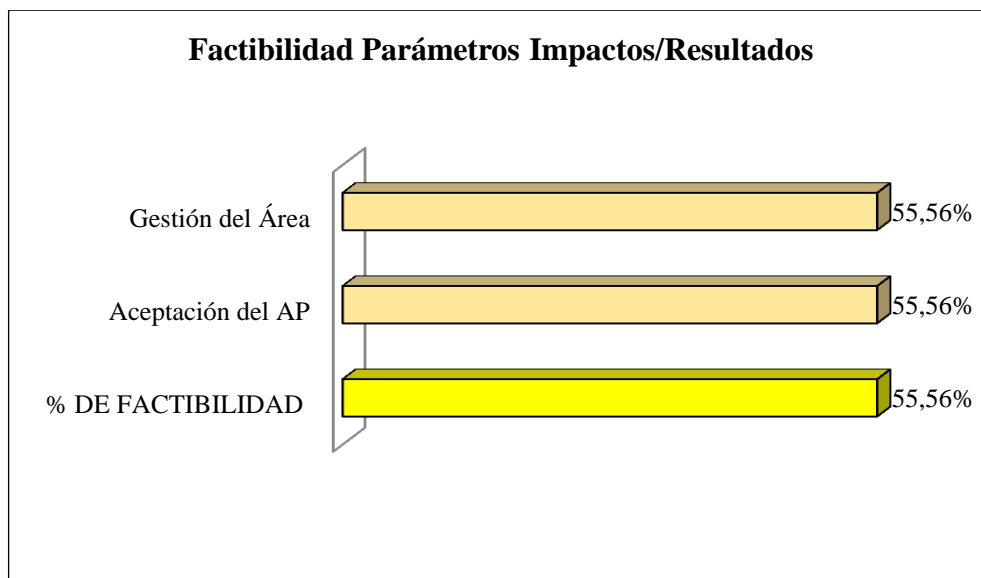 Factibilidad Parámetros Impactos/Resultados
Gestión del Área
55,56%
Aceptación del AP
55,56%
% DE FACTIBILIDAD
55,56%